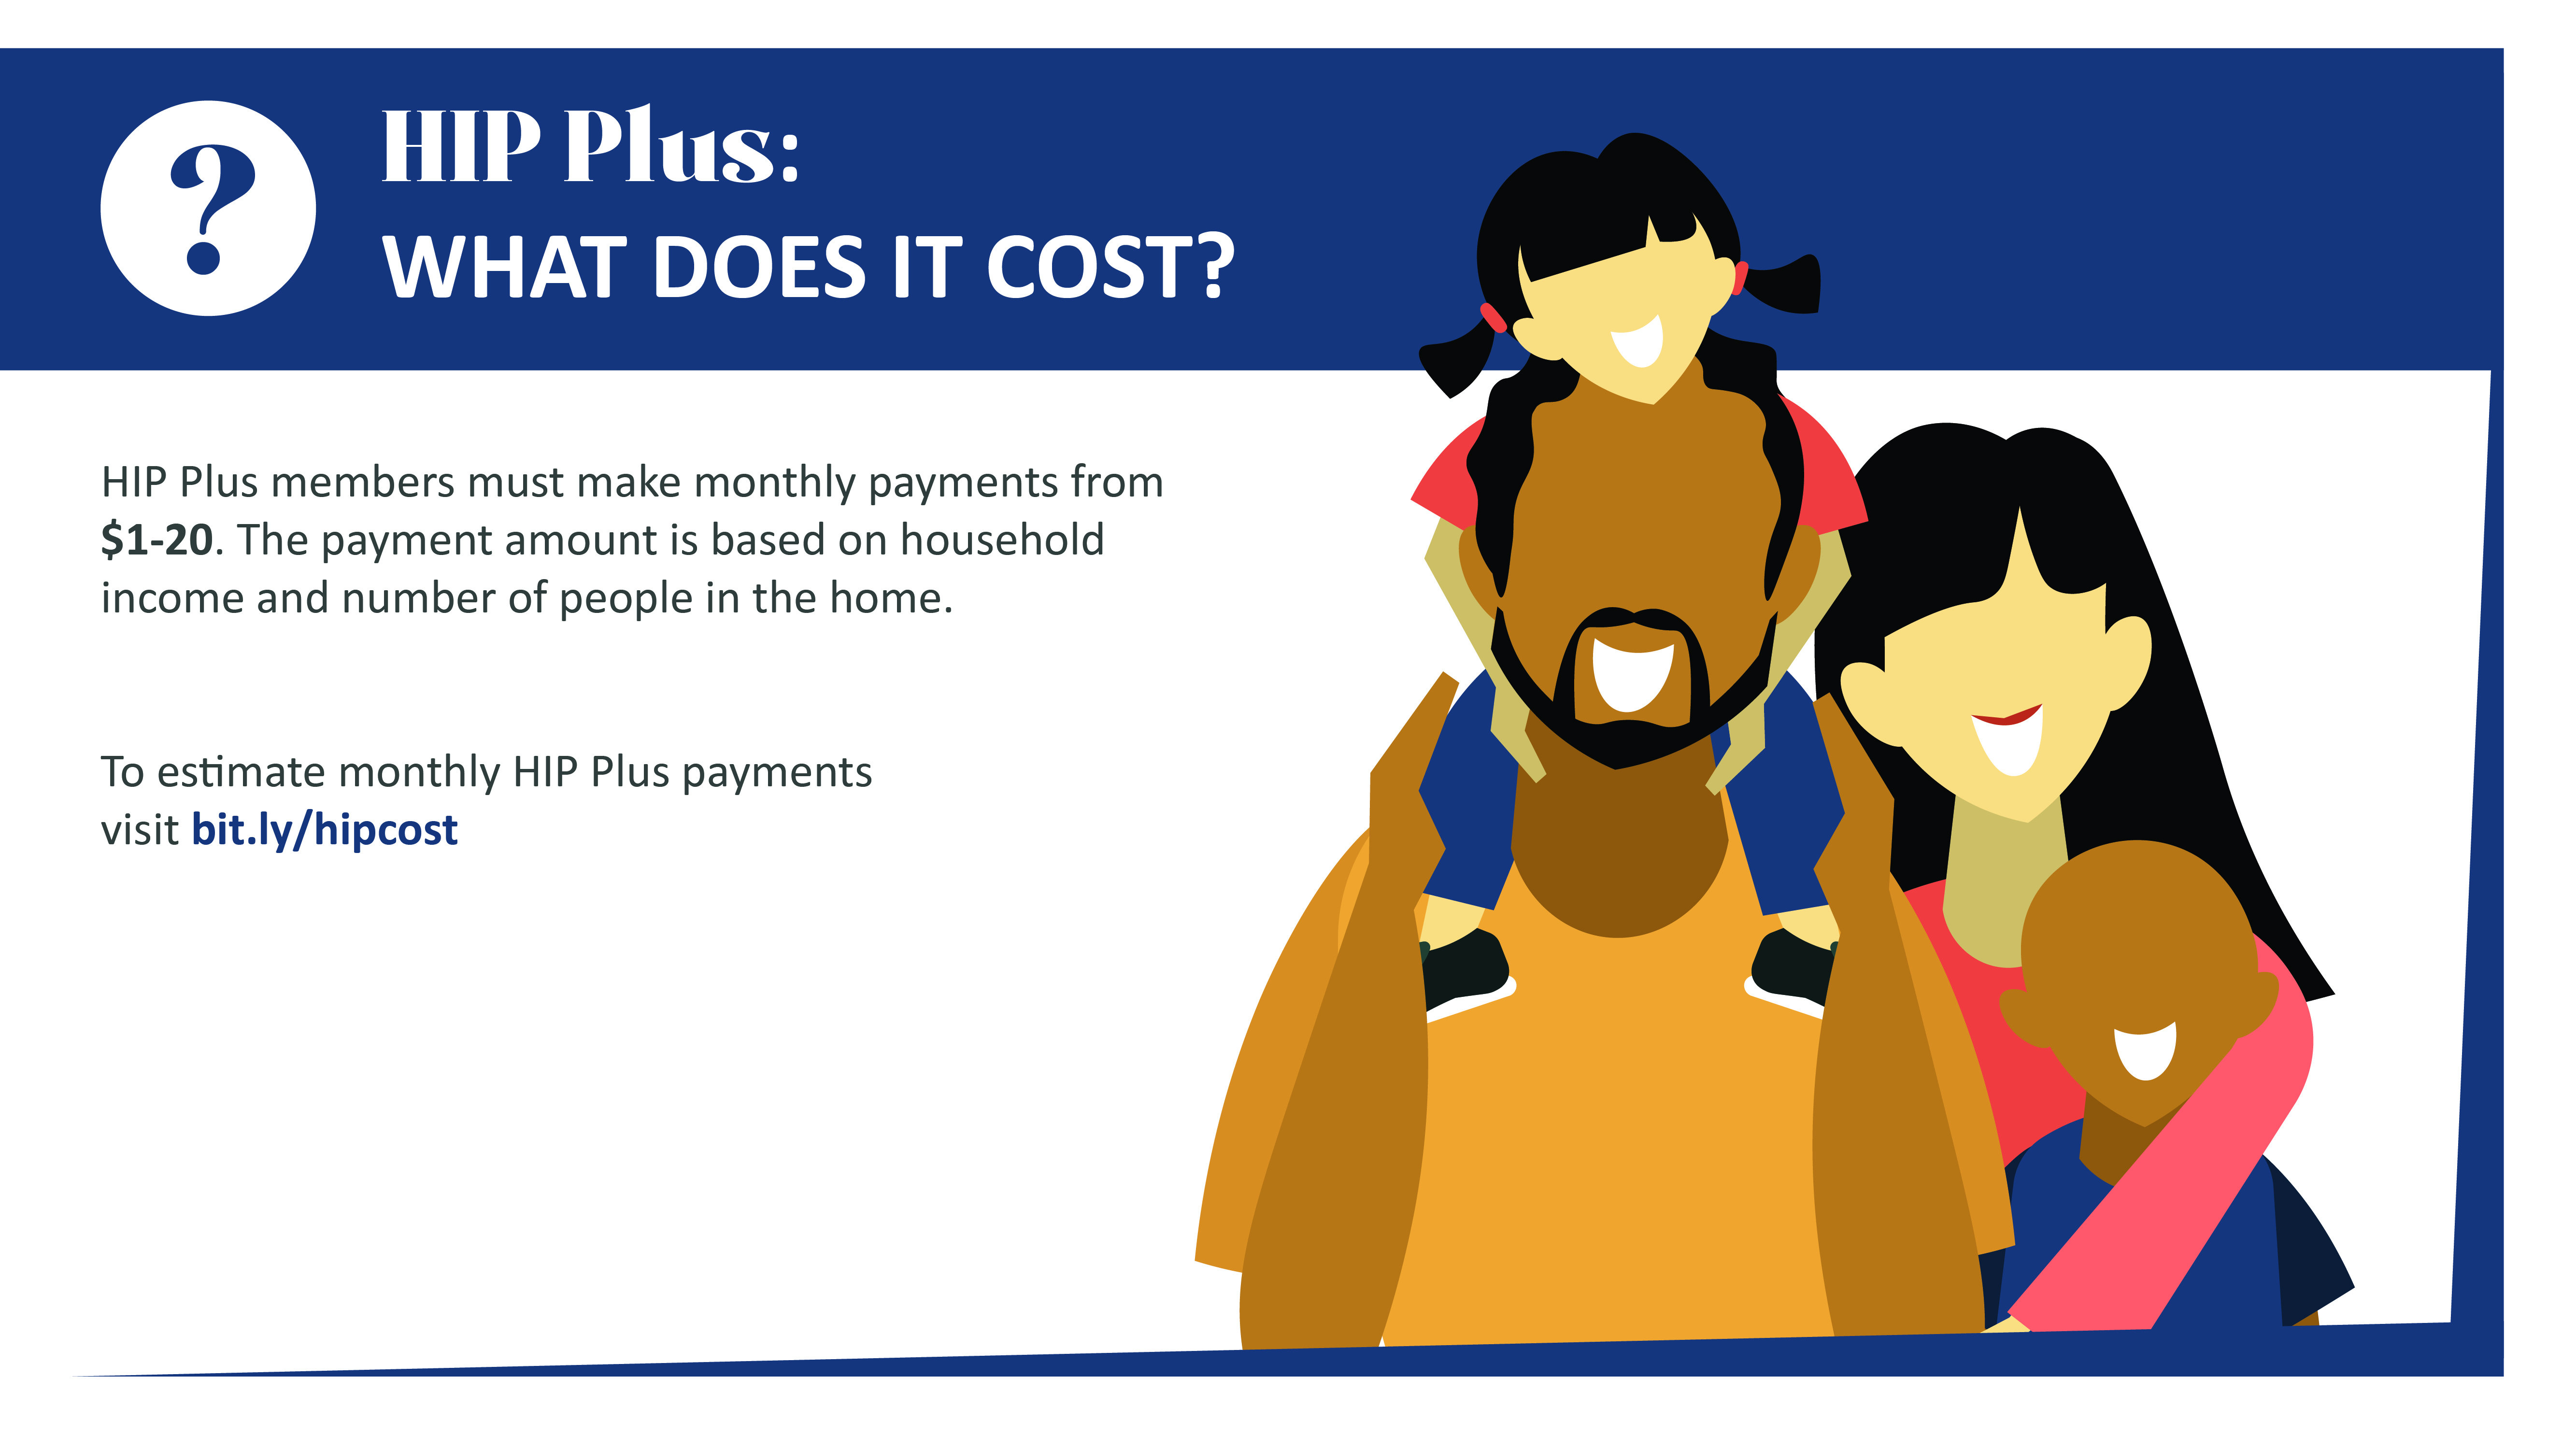 ?
HIP Plus:
WHAT DOES IT COST?
HIP Plus members must make monthly payments from
$1-20. The payment amount is based on household
income and number of people in the home.
To estimate monthly HIP Plus payments
visit bit.ly/hipcost